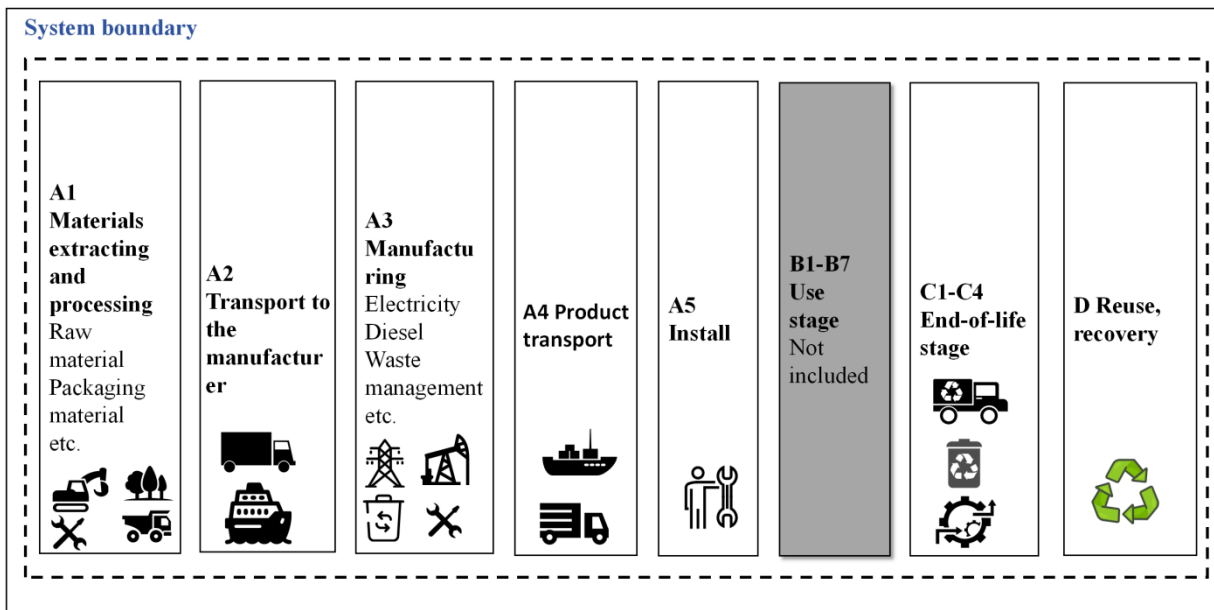 System boundary
A1
Materials
extracting
and
processing
Raw
material
Packaging
material
etc.
A2
Transport to
the
manufactur
er
A3
Manufactu
ring
Electricity
Diesel
Waste
management
etc.
A4 Product
transport
A5
Install
B1-B7
Use
stage
Not
included
C1-C4
End-of-life
stage
D Reuse,
recovery